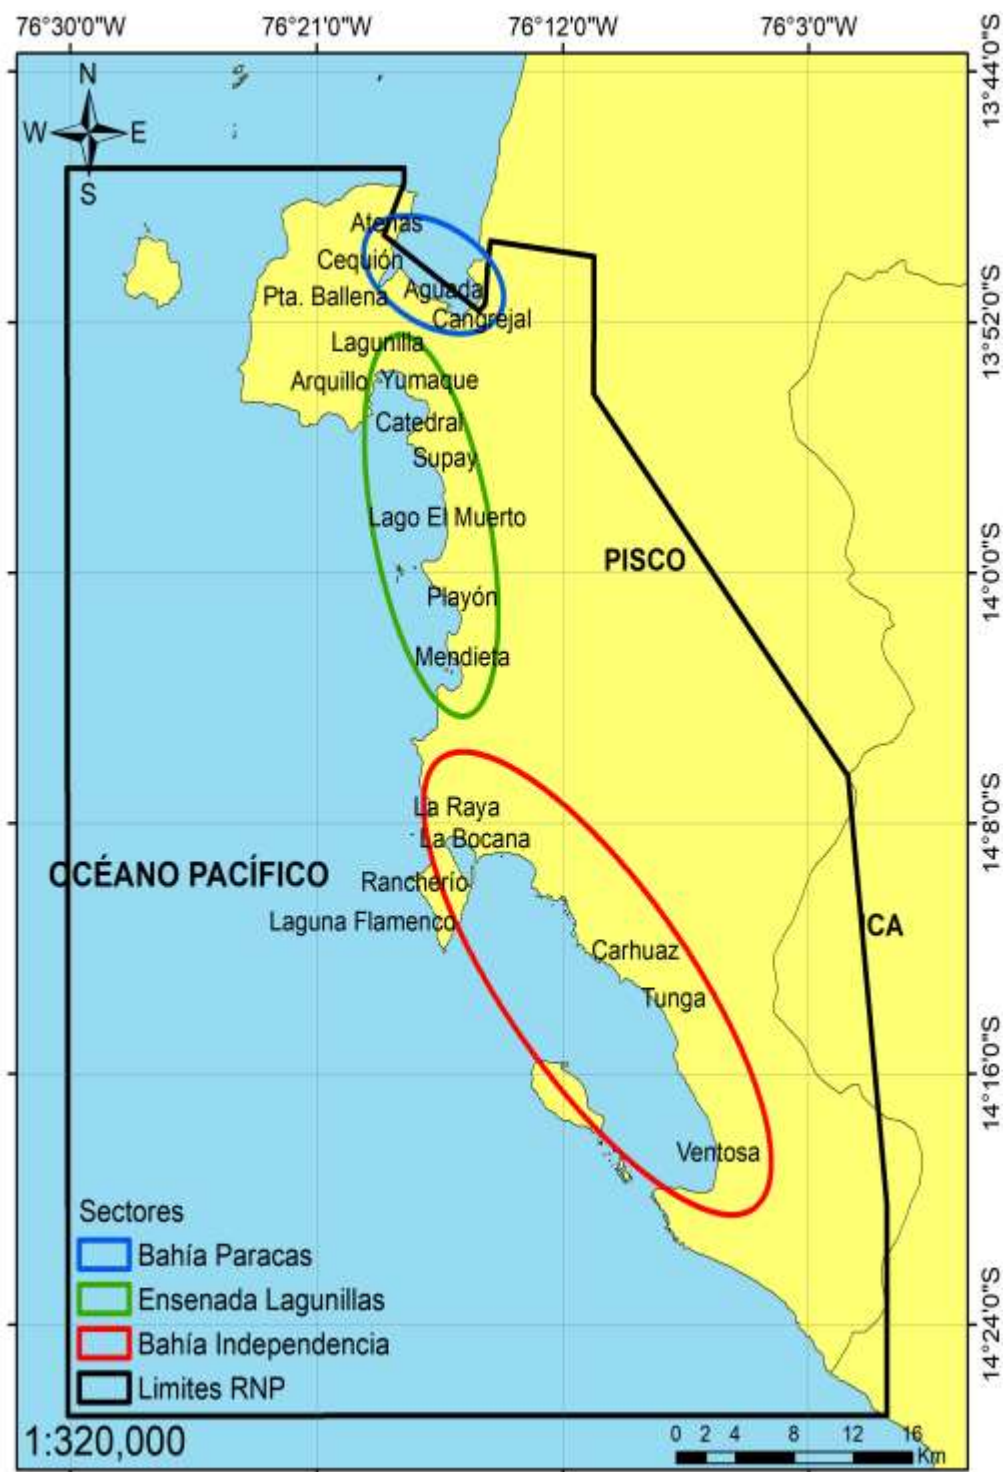 76°30'0"W 76°21'0"W 76°12'0"W 76°3'0"W
13°44'0"S
N
W E
S
Atenas
Cequión
Aguada
Pta. Ballena
Cangrejal
13°52'0"S
Lagunilla
Arquillo Yumaque
Catedral
Supay
Lago El Muerto
PISCO
14°0'0"S
Playón
Mendieta
La Raya
14°8'0"S
La Bocana
OCÉANO PACÍFICO
Rancherío
Laguna Flamenco
ICA
Carhuaz
Tunga
14°16'0"S
Ventosa
Sectores
Bahía Paracas
Ensenada Lagunillas
14°24'0"S
Bahía Independencia
Limites RNP
1:320,000
0 2 4 8 12 16
Km